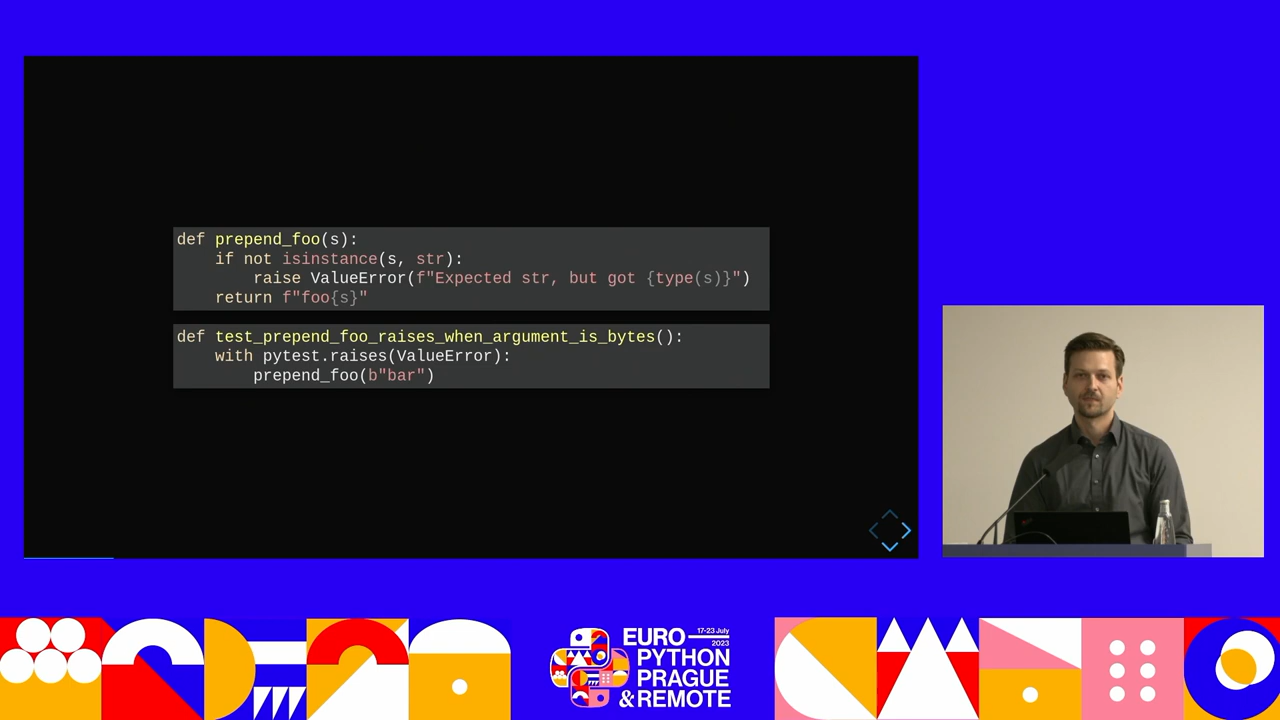 def prepend_foo(s):
    if not isinstance(s, str):
        raise ValueError(f"Expected str, but got {type(s)}")
    return f"foo{s}"
def test_prepend_foo_raises_when_argument_is_bytes():
    with pytest.raises(ValueError):
        prepend_foo(b"bar")
EURO 17-23 July
2023
PYTHON
PRAGUE
& REMOTE